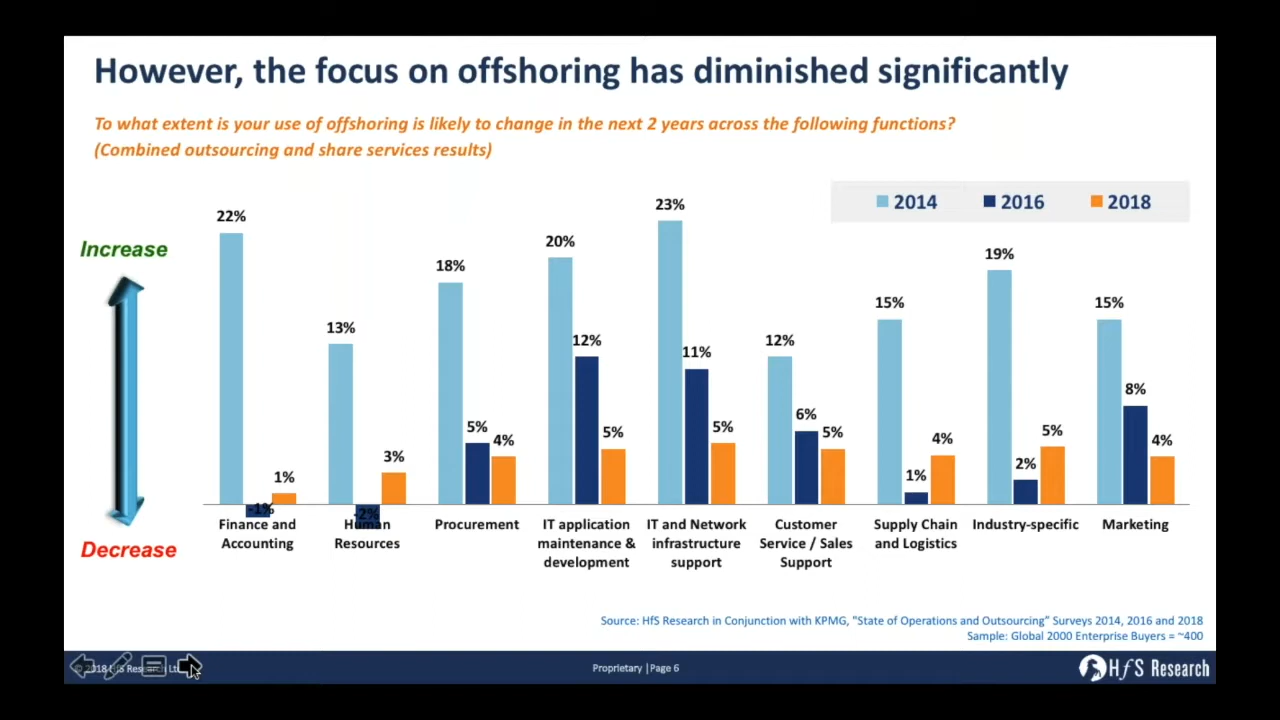 However, the focus on offshoring has diminished significantly
To what extent is your use of offshoring is likely to change in the next 2 years across the following functions?
(Combined outsourcing and share services results)
2014 2016 2018
Increase
Decrease
22% -1% 1%
13% -2% 3%
18% 5% 4%
20% 12% 5%
23% 11% 5%
12% 6% 5%
15% 1% 4%
19% 2% 5%
15% 8% 4%
Finance and
Accounting
Human
Resources
Procurement
IT application
maintenance &
development
IT and Network
infrastructure
support
Customer
Service / Sales
Support
Supply Chain
and Logistics
Industry-specific
Marketing
Source: HfS Research in Conjunction with KPMG, "State of Operations and Outsourcing" Surveys 2014, 2016 and 2018
Sample: Global 2000 Enterprise Buyers = ~400
© 2018 HfS Research
Proprietary | Page 6
HfS Research